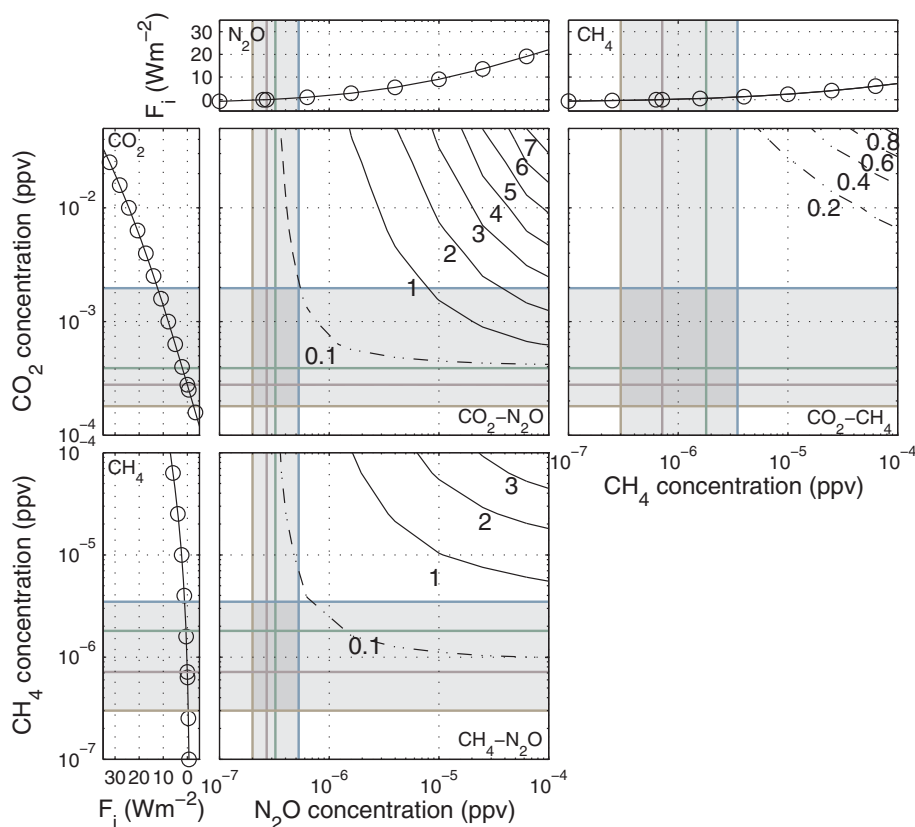 N₂O
CH₄
30
20
10
0
Fᵢ (Wm⁻²)
CO₂
CO₂ concentration (ppv)
10⁻²
10⁻³
10⁻⁴
7
6
5
4
3
2
1
0.1
CO₂−N₂O
0.8
0.6
0.4
0.2
CO₂−CH₄
10⁻⁷
10⁻⁶
10⁻⁵
10⁻⁴
CH₄ concentration (ppv)
CH₄
CH₄ concentration (ppv)
10⁻⁴
10⁻⁵
10⁻⁶
10⁻⁷
3
2
1
0.1
CH₄−N₂O
30 20 10 0
Fᵢ (Wm⁻²)
10⁻⁷
10⁻⁶
10⁻⁵
10⁻⁴
N₂O concentration (ppv)